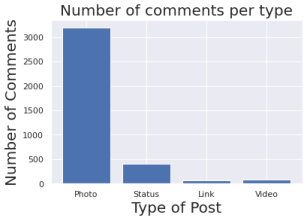 Number of comments per type
Number of Comments
3000
2500
2000
1500
1000
500
0
Photo Status Link Video
Type of Post